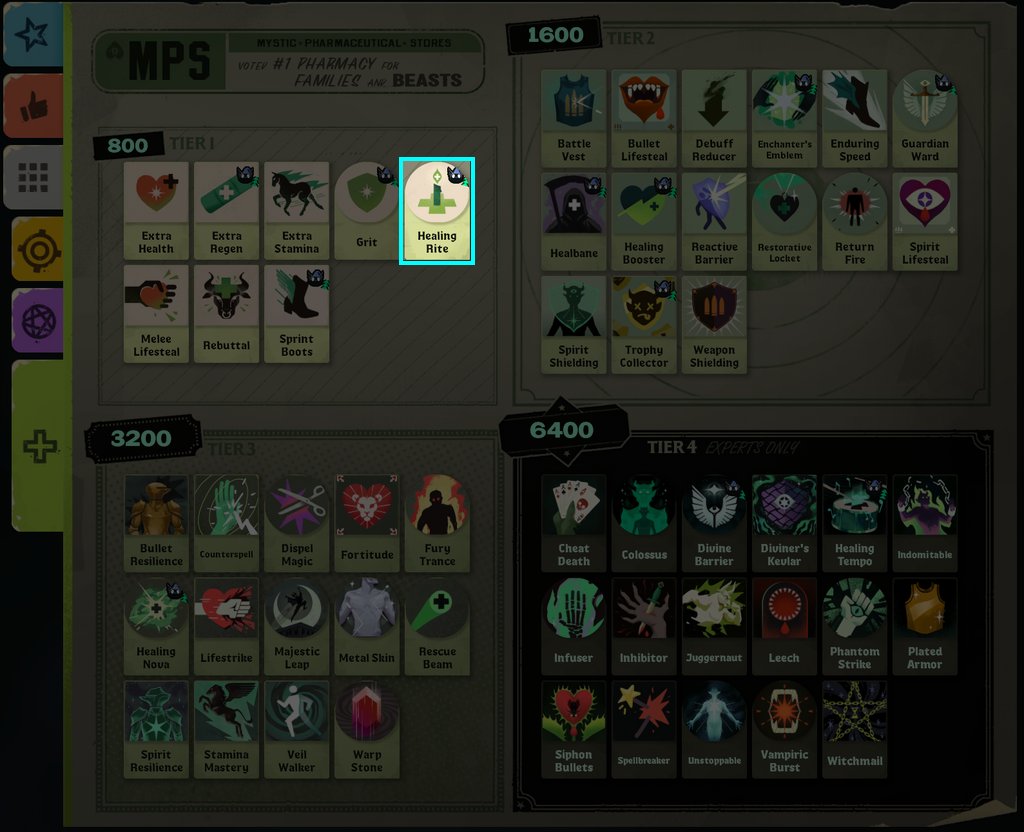 MPS
MYSTIC • PHARMACEUTICAL • STORES
VOTED #1 PHARMACY FOR
FAMILIES AND BEASTS
800 TIER 1
Extra
Health
Extra
Regen
Extra
Stamina
Grit
Healing
Rite
Melee
Lifesteal
Rebuttal
Sprint
Boots
1600 TIER 2
Battle
Vest
Bullet
Lifesteal
Debuff
Reducer
Enchanter's
Emblem
Enduring
Speed
Guardian
Ward
Healbane
Healing
Booster
Reactive
Barrier
Restorative
Locket
Return
Fire
Spirit
Lifesteal
Spirit
Shielding
Trophy
Collector
Weapon
Shielding
3200 TIER 3
Bullet
Resilience
Counterspell
Dispel
Magic
Fortitude
Fury
Trance
Healing
Nova
Lifestrike
Majestic
Leap
Metal Skin
Rescue
Beam
Spirit
Resilience
Stamina
Mastery
Veil
Walker
Warp
Stone
6400 TIER 4 EXPERTS ONLY
Cheat
Death
Colossus
Divine
Barrier
Diviner's
Kevlar
Healing
Tempo
Indomitable
Infuser
Inhibitor
Juggernaut
Leech
Phantom
Strike
Plated
Armor
Siphon
Bullets
Spellbreaker
Unstoppable
Vampiric
Burst
Witchmail